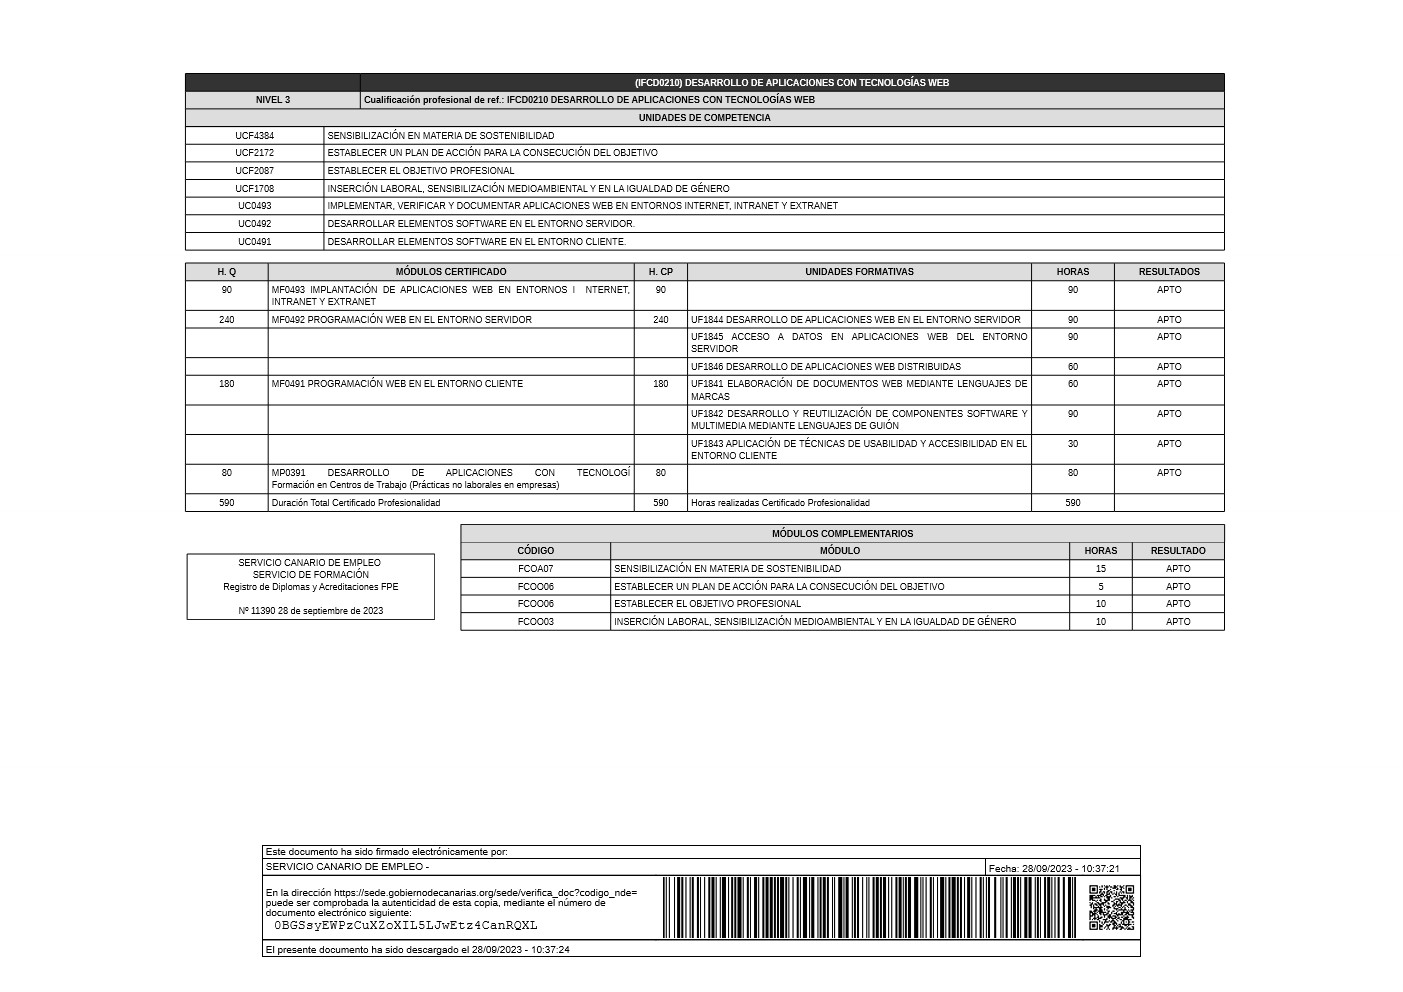 (IFCD0210) DESARROLLO DE APLICACIONES CON TECNOLOGÍAS WEB
NIVEL 3 Cualificación profesional de ref.: IFCD0210 DESARROLLO DE APLICACIONES CON TECNOLOGÍAS WEB
UNIDADES DE COMPETENCIA
UCF4384 SENSIBILIZACIÓN EN MATERIA DE SOSTENIBILIDAD
UCF2172 ESTABLECER UN PLAN DE ACCIÓN PARA LA CONSECUCIÓN DEL OBJETIVO
UCF2087 ESTABLECER EL OBJETIVO PROFESIONAL
UCF1708 INSERCIÓN LABORAL, SENSIBILIZACIÓN MEDIOAMBIENTAL Y EN LA IGUALDAD DE GÉNERO
UC0493 IMPLEMENTAR, VERIFICAR Y DOCUMENTAR APLICACIONES WEB EN ENTORNOS INTERNET, INTRANET Y EXTRANET
UC0492 DESARROLLAR ELEMENTOS SOFTWARE EN EL ENTORNO SERVIDOR.
UC0491 DESARROLLAR ELEMENTOS SOFTWARE EN EL ENTORNO CLIENTE.
H. Q MÓDULOS CERTIFICADO H. CP UNIDADES FORMATIVAS HORAS RESULTADOS
90 MF0493 IMPLANTACIÓN DE APLICACIONES WEB EN ENTORNOS I NTERNET, 90 90 APTO
INTRANET Y EXTRANET
240 MF0492 PROGRAMACIÓN WEB EN EL ENTORNO SERVIDOR 240 UF1844 DESARROLLO DE APLICACIONES WEB EN EL ENTORNO SERVIDOR 90 APTO
UF1845 ACCESO A DATOS EN APLICACIONES WEB DEL ENTORNO 90 APTO
SERVIDOR
UF1846 DESARROLLO DE APLICACIONES WEB DISTRIBUIDAS 60 APTO
180 MF0491 PROGRAMACIÓN WEB EN EL ENTORNO CLIENTE 180 UF1841 ELABORACIÓN DE DOCUMENTOS WEB MEDIANTE LENGUAJES DE 60 APTO
MARCAS
UF1842 DESARROLLO Y REUTILIZACIÓN DE COMPONENTES SOFTWARE Y 90 APTO
MULTIMEDIA MEDIANTE LENGUAJES DE GUIÓN
UF1843 APLICACIÓN DE TÉCNICAS DE USABILIDAD Y ACCESIBILIDAD EN EL 30 APTO
ENTORNO CLIENTE
80 MP0391 DESARROLLO DE APLICACIONES CON TECNOLOGÍ 80 80 APTO
Formación en Centros de Trabajo (Prácticas no laborales en empresas)
590 Duración Total Certificado Profesionalidad 590 Horas realizadas Certificado Profesionalidad 590
MÓDULOS COMPLEMENTARIOS
CÓDIGO MÓDULO HORAS RESULTADO
FCOA07 SENSIBILIZACIÓN EN MATERIA DE SOSTENIBILIDAD 15 APTO
FCOO06 ESTABLECER UN PLAN DE ACCIÓN PARA LA CONSECUCIÓN DEL OBJETIVO 5 APTO
FCOO06 ESTABLECER EL OBJETIVO PROFESIONAL 10 APTO
FCOO03 INSERCIÓN LABORAL, SENSIBILIZACIÓN MEDIOAMBIENTAL Y EN LA IGUALDAD DE GÉNERO 10 APTO
SERVICIO CANARIO DE EMPLEO
SERVICIO DE FORMACIÓN
Registro de Diplomas y Acreditaciones FPE
Nº 11390 28 de septiembre de 2023
Este documento ha sido firmado electrónicamente por:
SERVICIO CANARIO DE EMPLEO - Fecha: 28/09/2023 - 10:37:21
En la dirección https://sede.gobiernodecanarias.org/sede/verifica_doc?codigo_nde=
puede ser comprobada la autenticidad de esta copia, mediante el número de
documento electrónico siguiente:
0BGSsyEWPzCuXZoXIL5LJwEtz4CanRQXL
El presente documento ha sido descargado el 28/09/2023 - 10:37:24